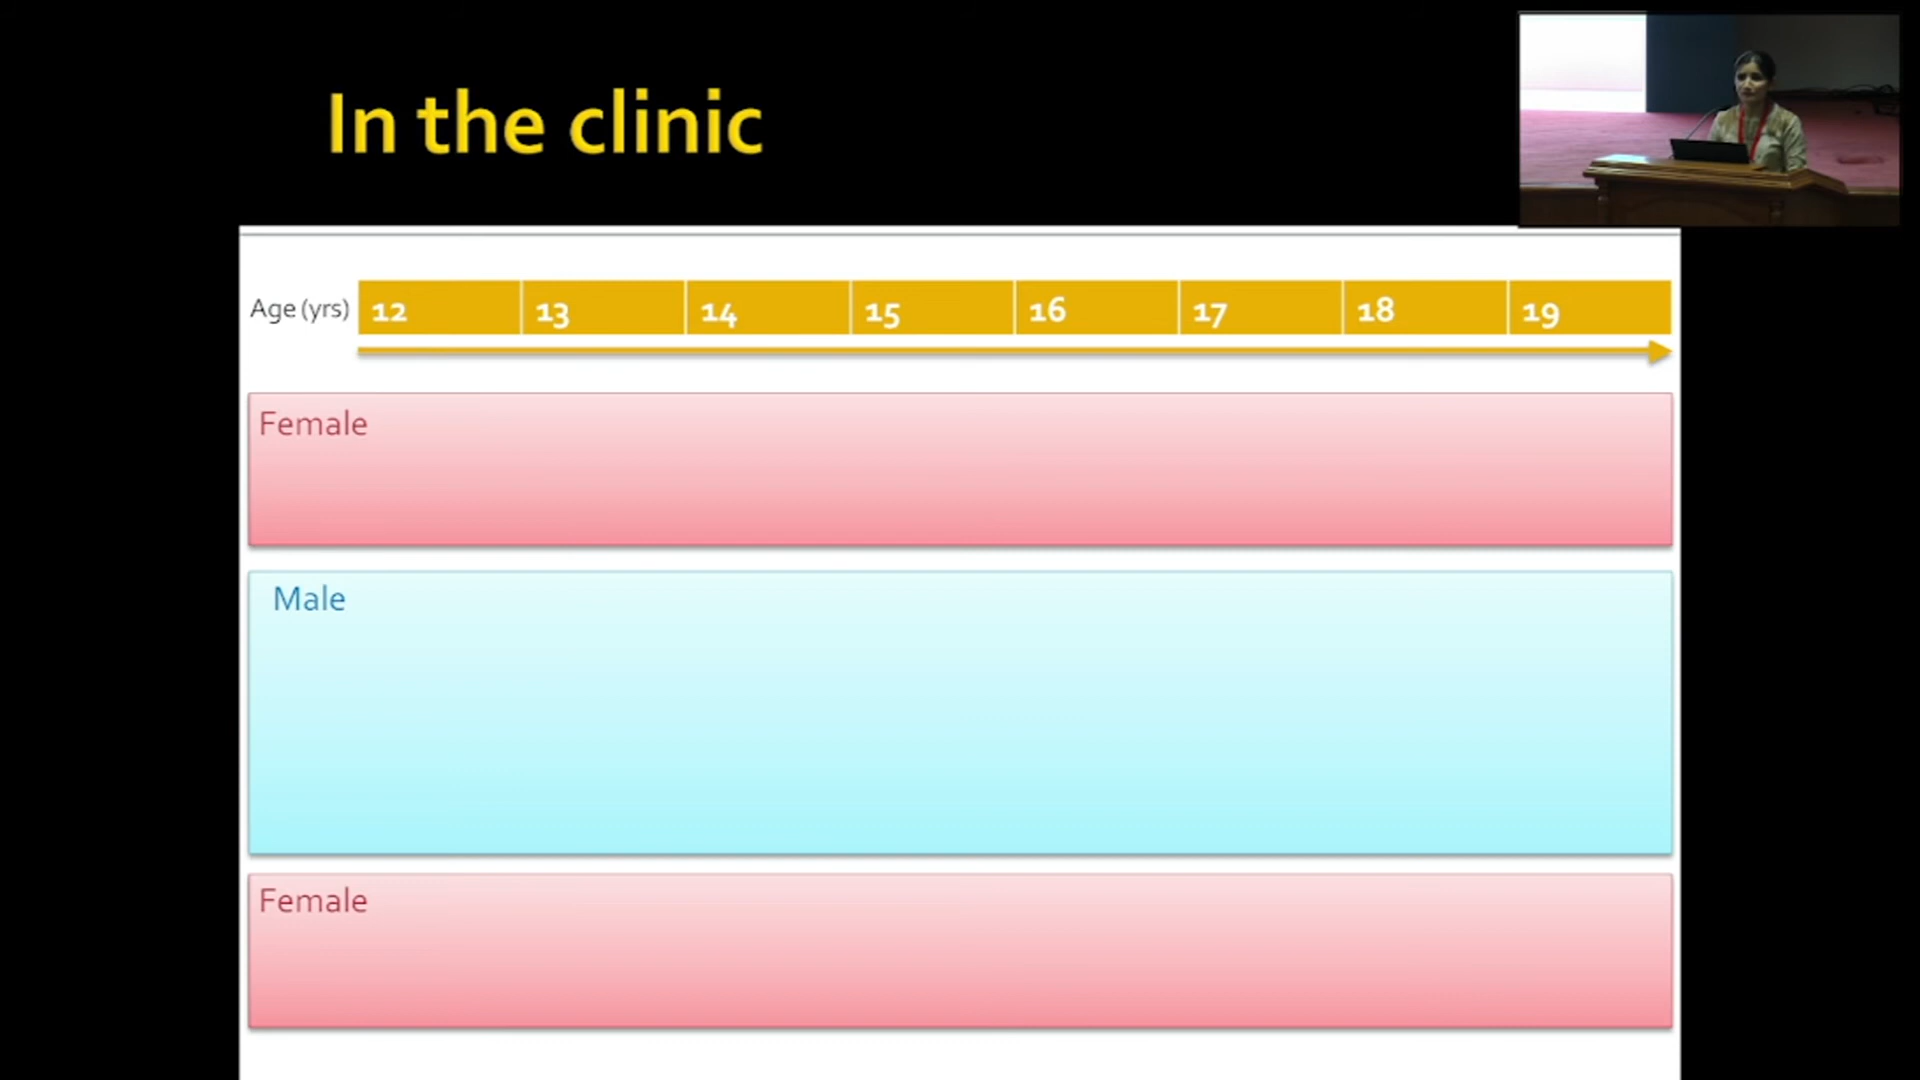 In the clinic
Age (yrs) 12 13 14 15 16 17 18 19
Female
Male
Female